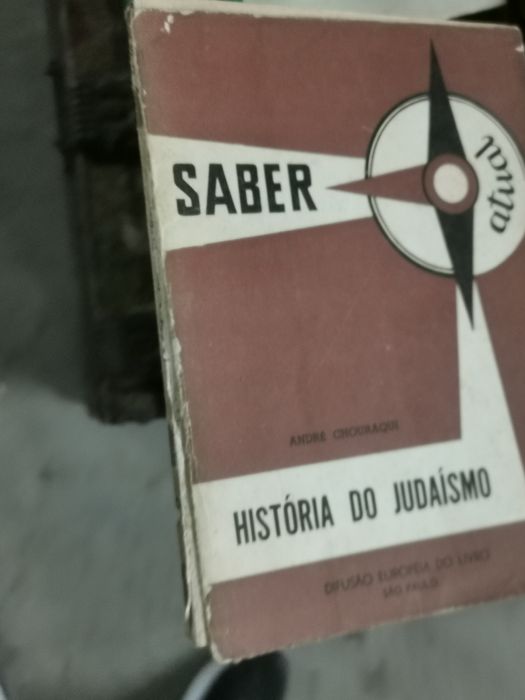 SABER
atual
ANDRÉ CHOURAQUI
HISTÓRIA DO JUDAÍSMO
DIFUSÃO EUROPÉIA DO LIVRO
SÃO PAULO